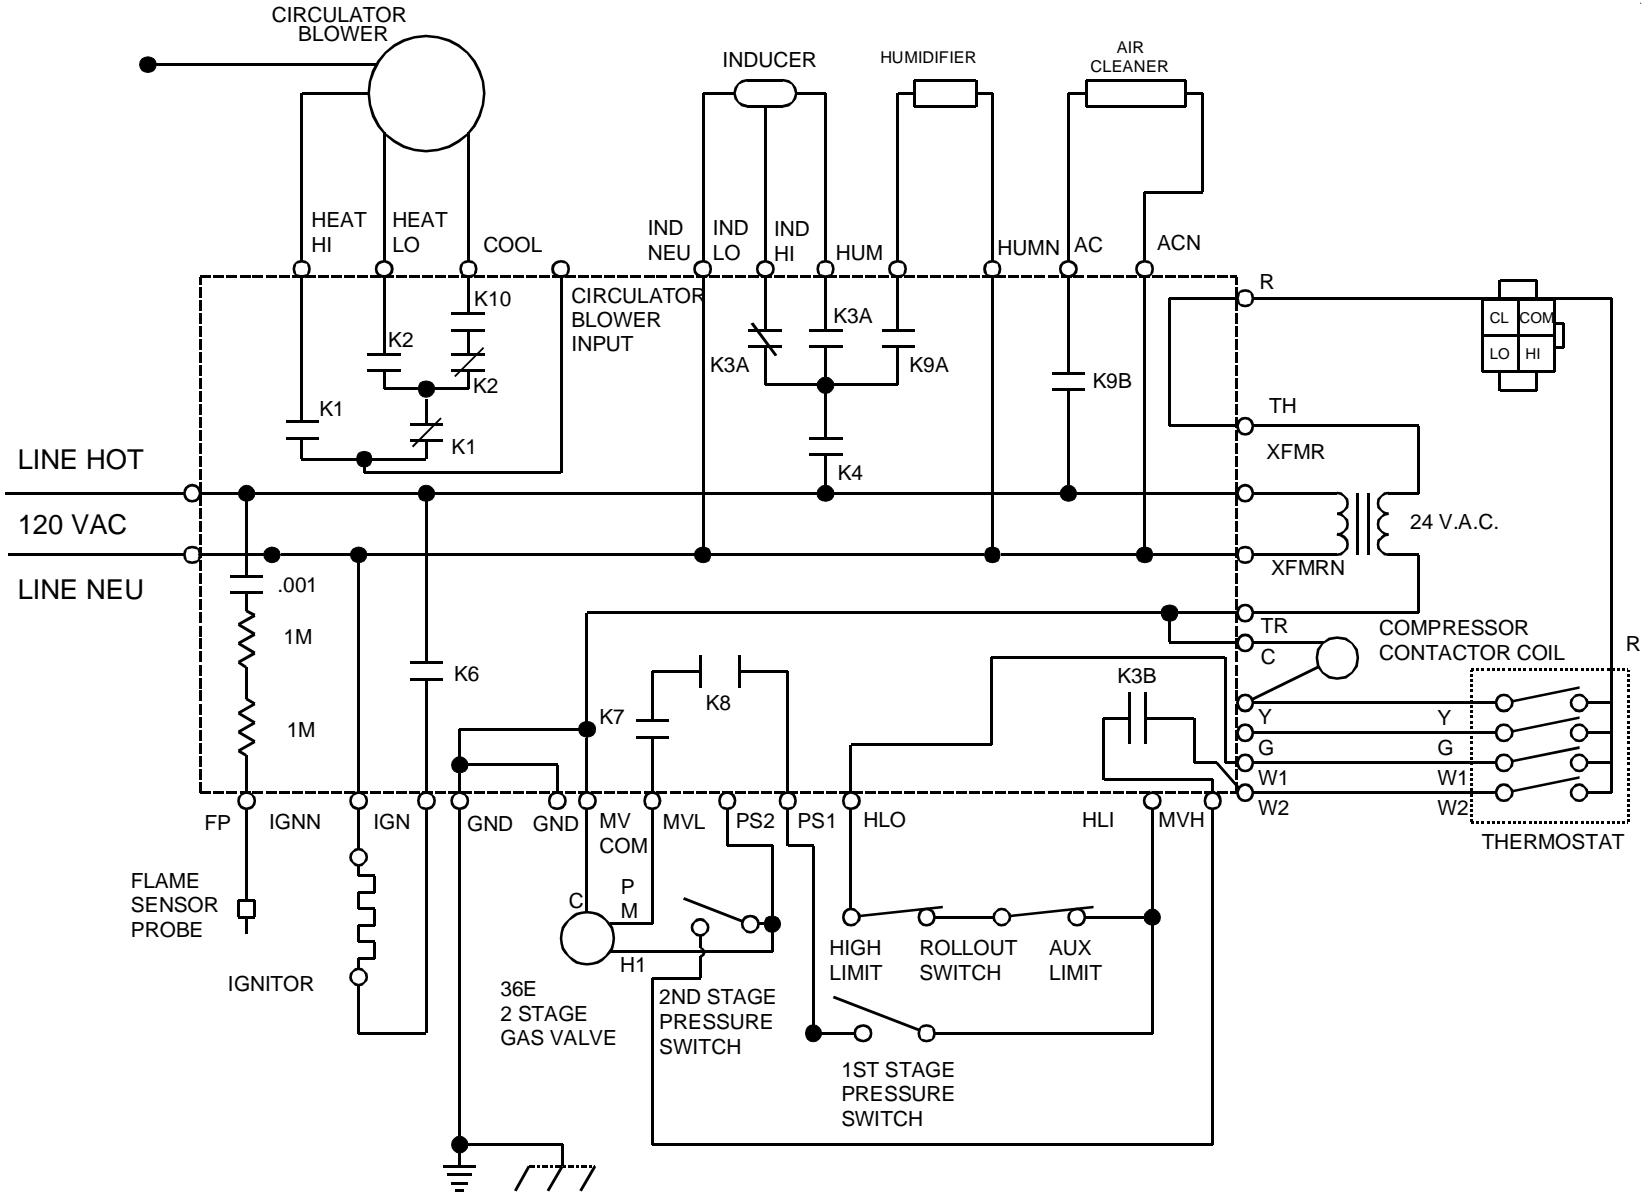 CIRCULATOR
BLOWER
INDUCER
HUMIDIFIER
AIR
CLEANER
HEAT
HI
HEAT
LO
COOL
IND
NEU
IND
LO
IND
HI
HUM
HUMN
AC
ACN
R
K10
CIRCULATOR
BLOWER
INPUT
K2
K2
K1
K1
K3A
K3A
K9A
K9B
K4
CL
COM
LO
HI
TH
XFMR
LINE HOT
120 VAC
LINE NEU
24 V.A.C.
XFMRN
.001
1M
1M
K6
K7
K8
K3B
TR
C
COMPRESSOR
CONTACTOR COIL
R
Y
Y
G
G
W1
W1
W2
W2
THERMOSTAT
FP
IGNN
IGN
GND
GND
MV
COM
MVL
PS2
PS1
HLO
HLI
MVH
FLAME
SENSOR
PROBE
IGNITOR
C
P
M
H1
36E
2 STAGE
GAS VALVE
2ND STAGE
PRESSURE
SWITCH
HIGH
LIMIT
ROLLOUT
SWITCH
AUX
LIMIT
1ST STAGE
PRESSURE
SWITCH